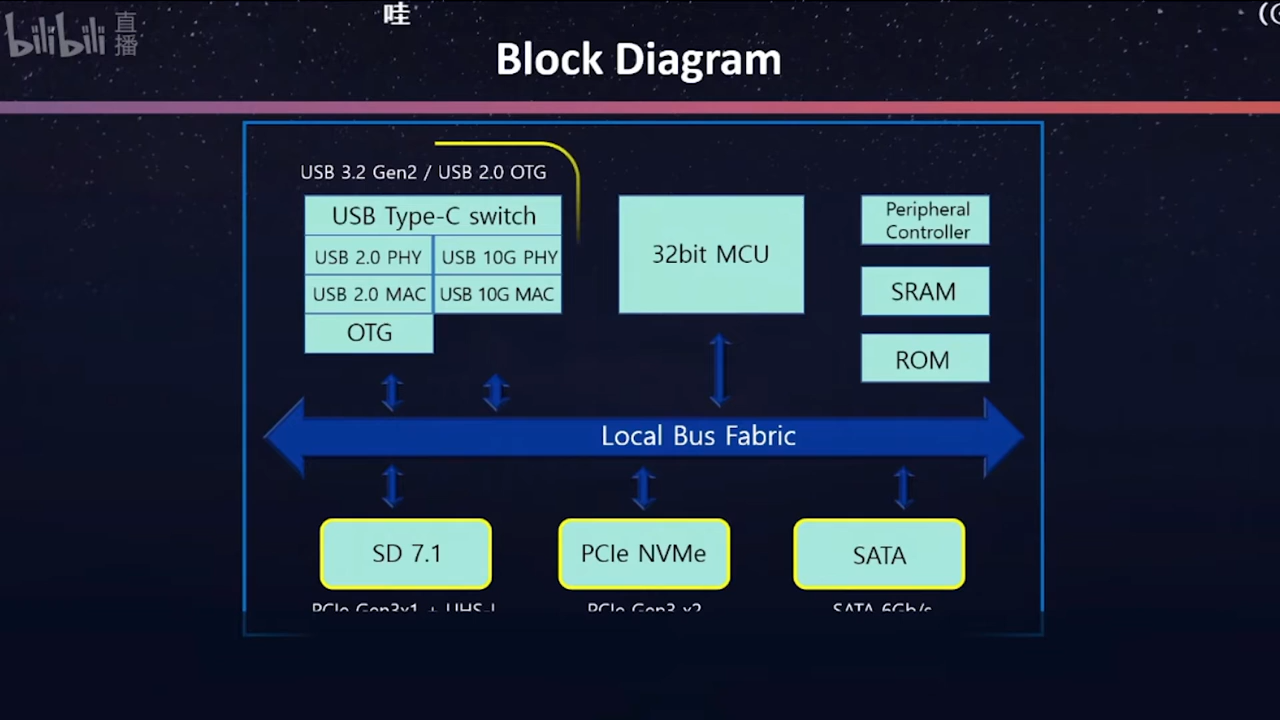 哇
bilibili 直播
Block Diagram
USB 3.2 Gen2 / USB 2.0 OTG
USB Type-C switch
USB 2.0 PHY
USB 10G PHY
USB 2.0 MAC
USB 10G MAC
OTG
32bit MCU
Peripheral
Controller
SRAM
ROM
Local Bus Fabric
SD 7.1
PCIe NVMe
SATA
PCIe Gen3x1 + UHS-I
PCIe Gen3 x2
SATA 6Gb/s